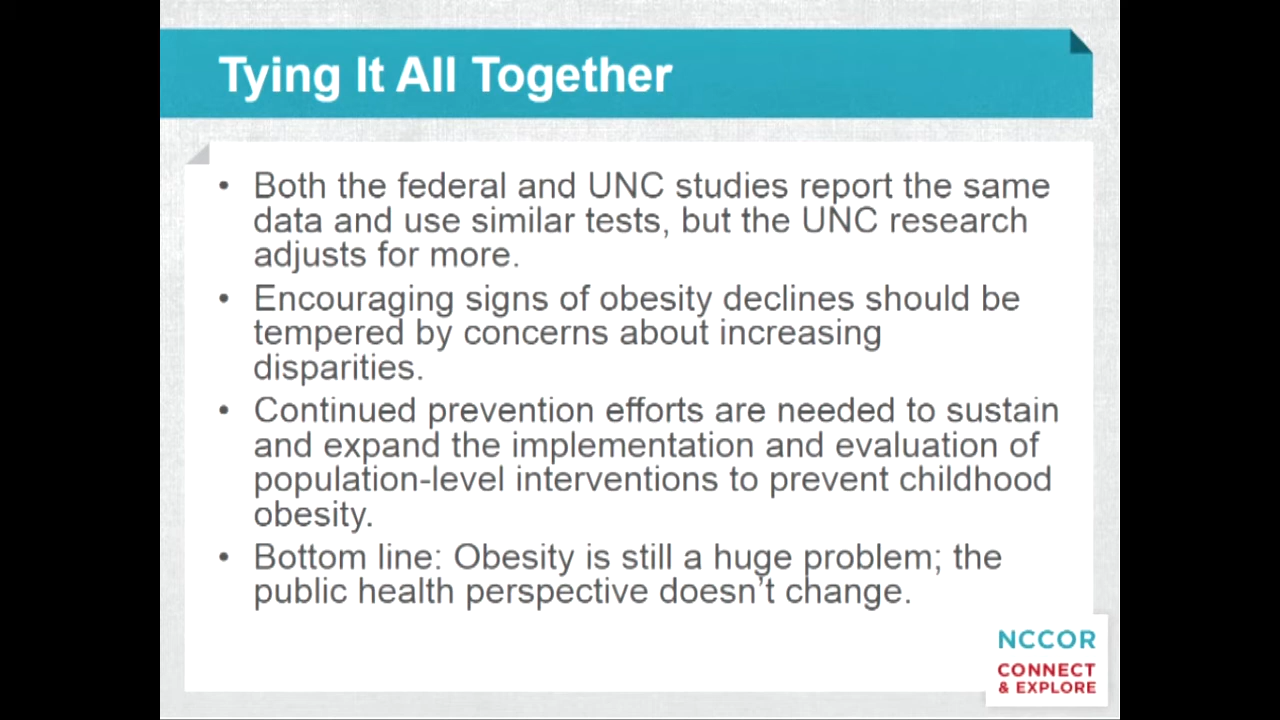 Tying It All Together
• Both the federal and UNC studies report the same
data and use similar tests, but the UNC research
adjusts for more.
• Encouraging signs of obesity declines should be
tempered by concerns about increasing
disparities.
• Continued prevention efforts are needed to sustain
and expand the implementation and evaluation of
population-level interventions to prevent childhood
obesity.
• Bottom line: Obesity is still a huge problem; the
public health perspective doesn’t change.
NCCOR
CONNECT
& EXPLORE